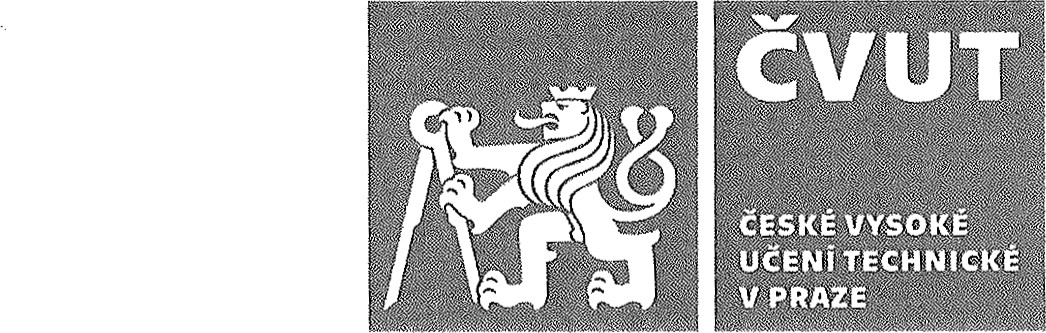 ČVUT
ČESKÉ VYSOKÉ
UČENÍ TECHNICKÉ
V PRAZE